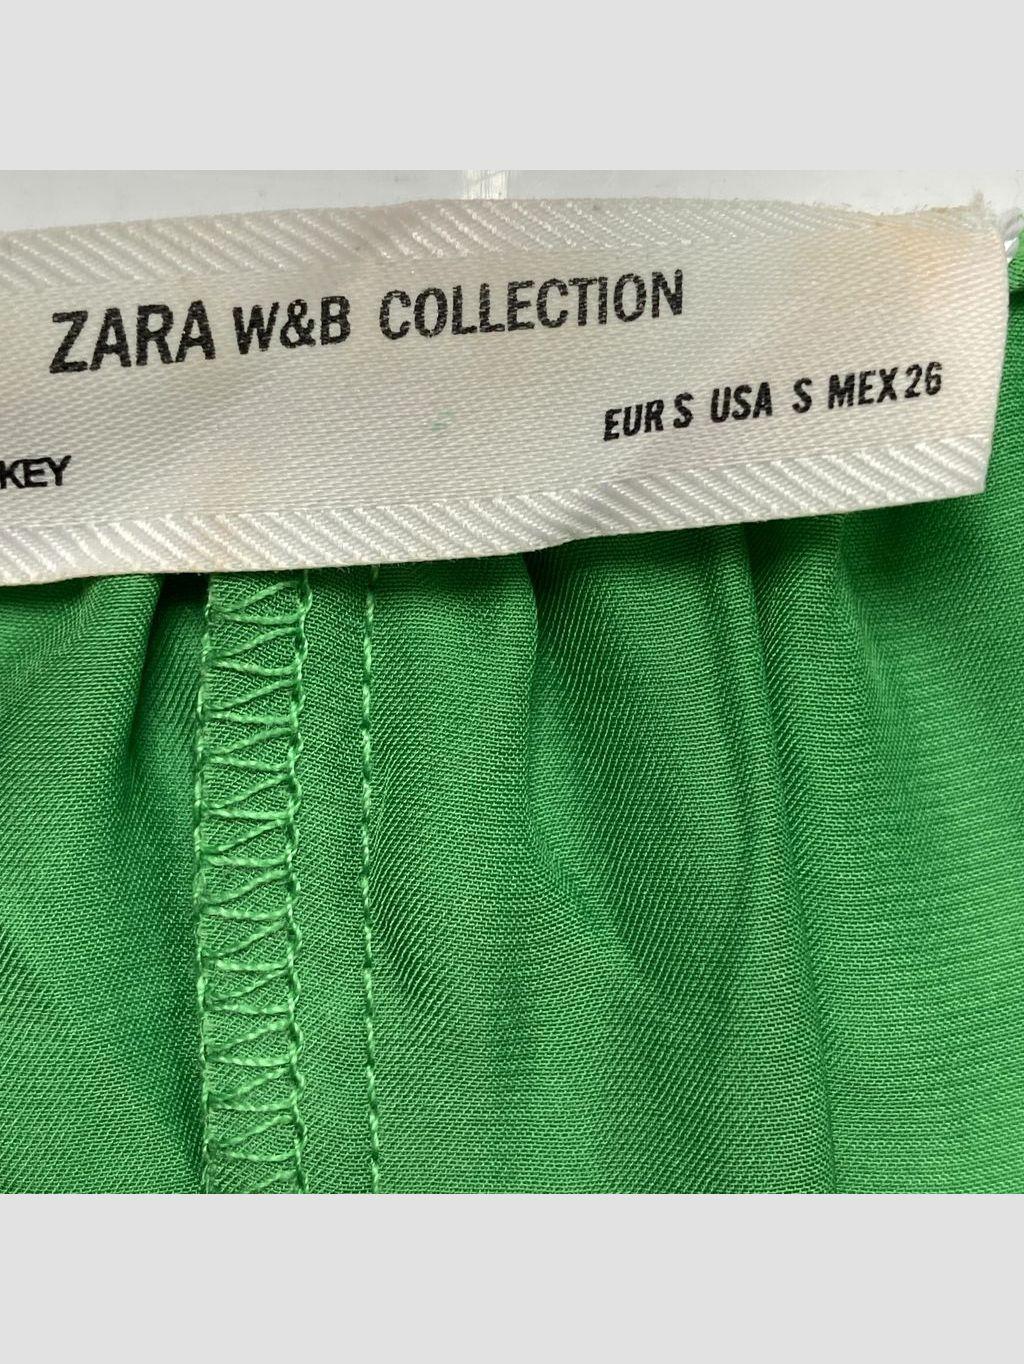 ZARA W&B COLLECTION
EUR S USA S MEX 26
KEY